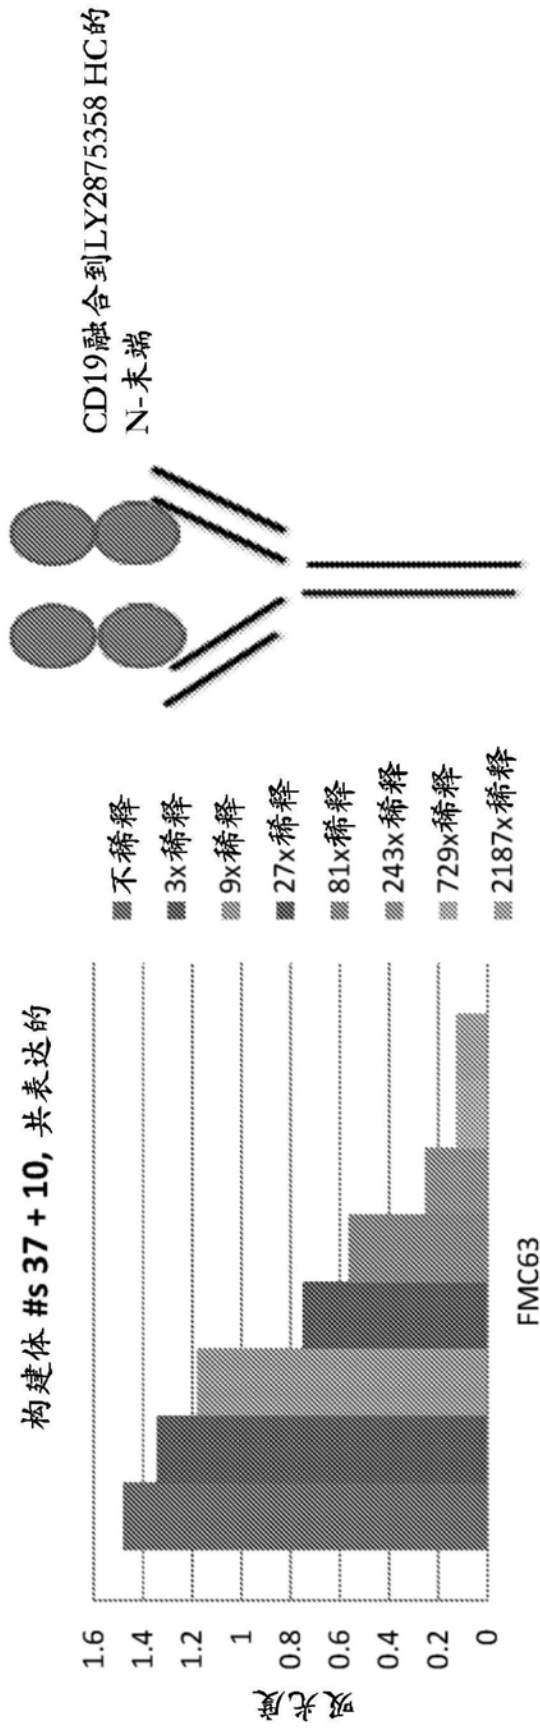 构建体 #s 37 + 10, 共表达的
吸光度
1.6
1.4
1.2
1
0.8
0.6
0.4
0.2
0
FMC63
不稀释
3x稀释
9x稀释
27x稀释
81x稀释
243x稀释
729x稀释
2187x稀释
CD19融合到LY2875358 HC的
N-末端